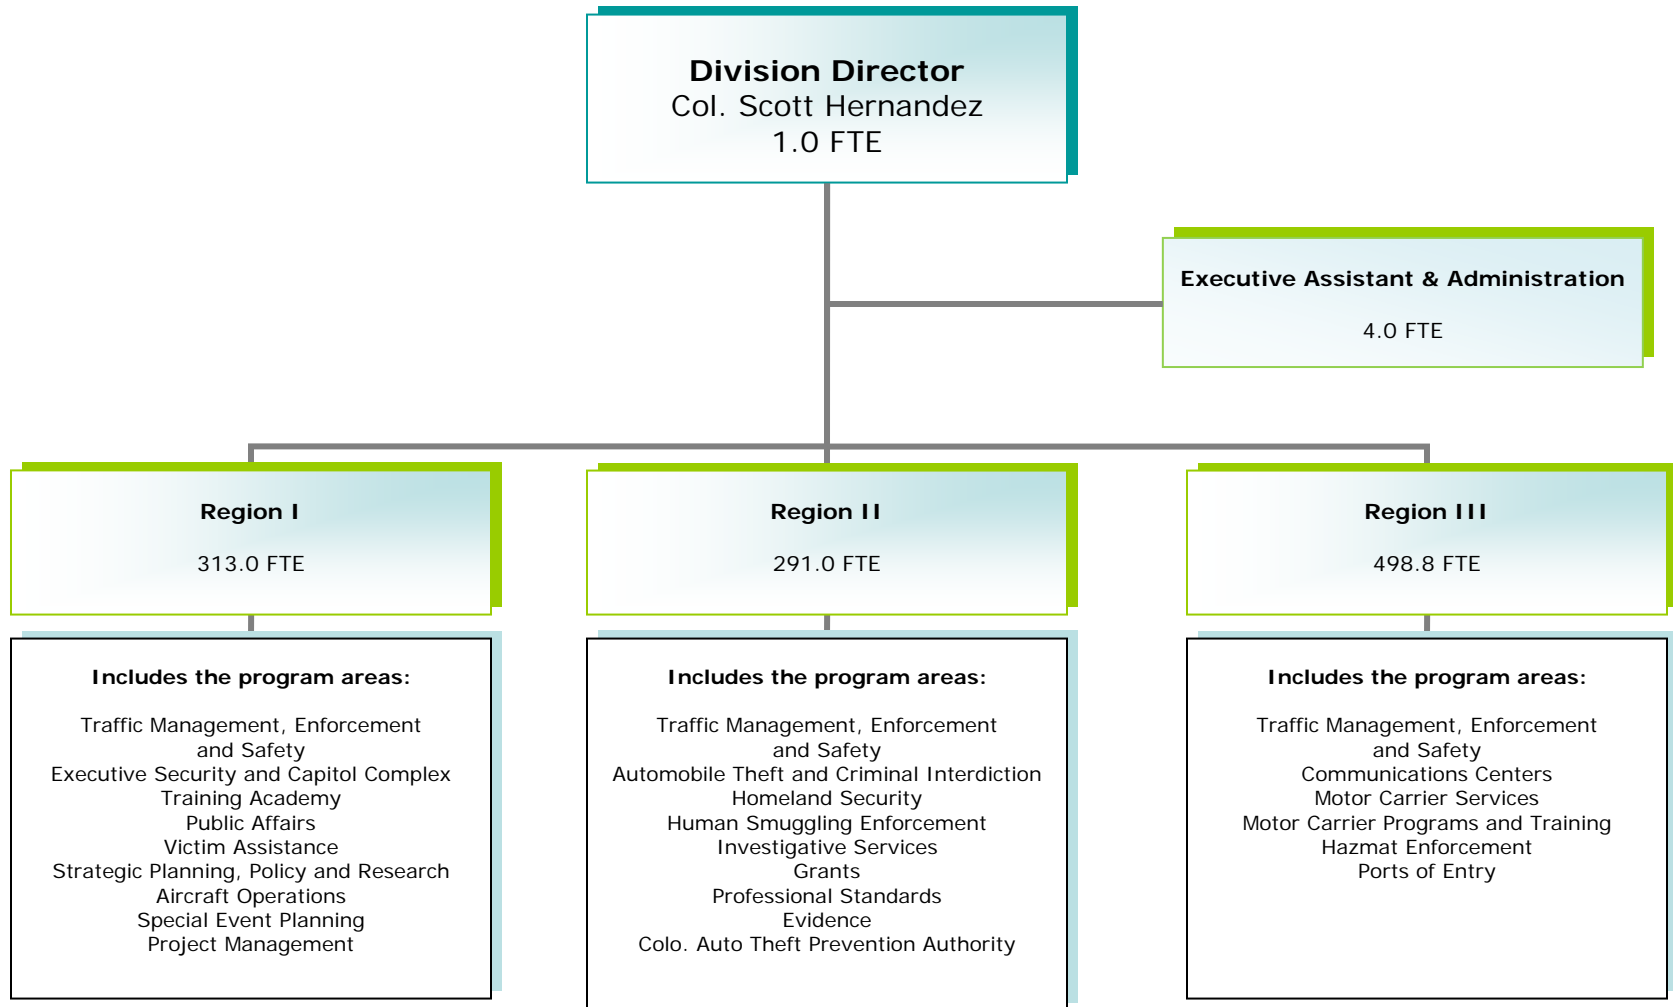 Division Director
Col. Scott Hernandez
1.0 FTE
Executive Assistant & Administration
4.0 FTE
Region I
313.0 FTE
Region II
291.0 FTE
Region III
498.8 FTE
Includes the program areas:
Traffic Management, Enforcement
and Safety
Executive Security and Capitol Complex
Training Academy
Public Affairs
Victim Assistance
Strategic Planning, Policy and Research
Aircraft Operations
Special Event Planning
Project Management
Includes the program areas:
Traffic Management, Enforcement
and Safety
Automobile Theft and Criminal Interdiction
Homeland Security
Human Smuggling Enforcement
Investigative Services
Grants
Professional Standards
Evidence
Colo. Auto Theft Prevention Authority
Includes the program areas:
Traffic Management, Enforcement
and Safety
Communications Centers
Motor Carrier Services
Motor Carrier Programs and Training
Hazmat Enforcement
Ports of Entry